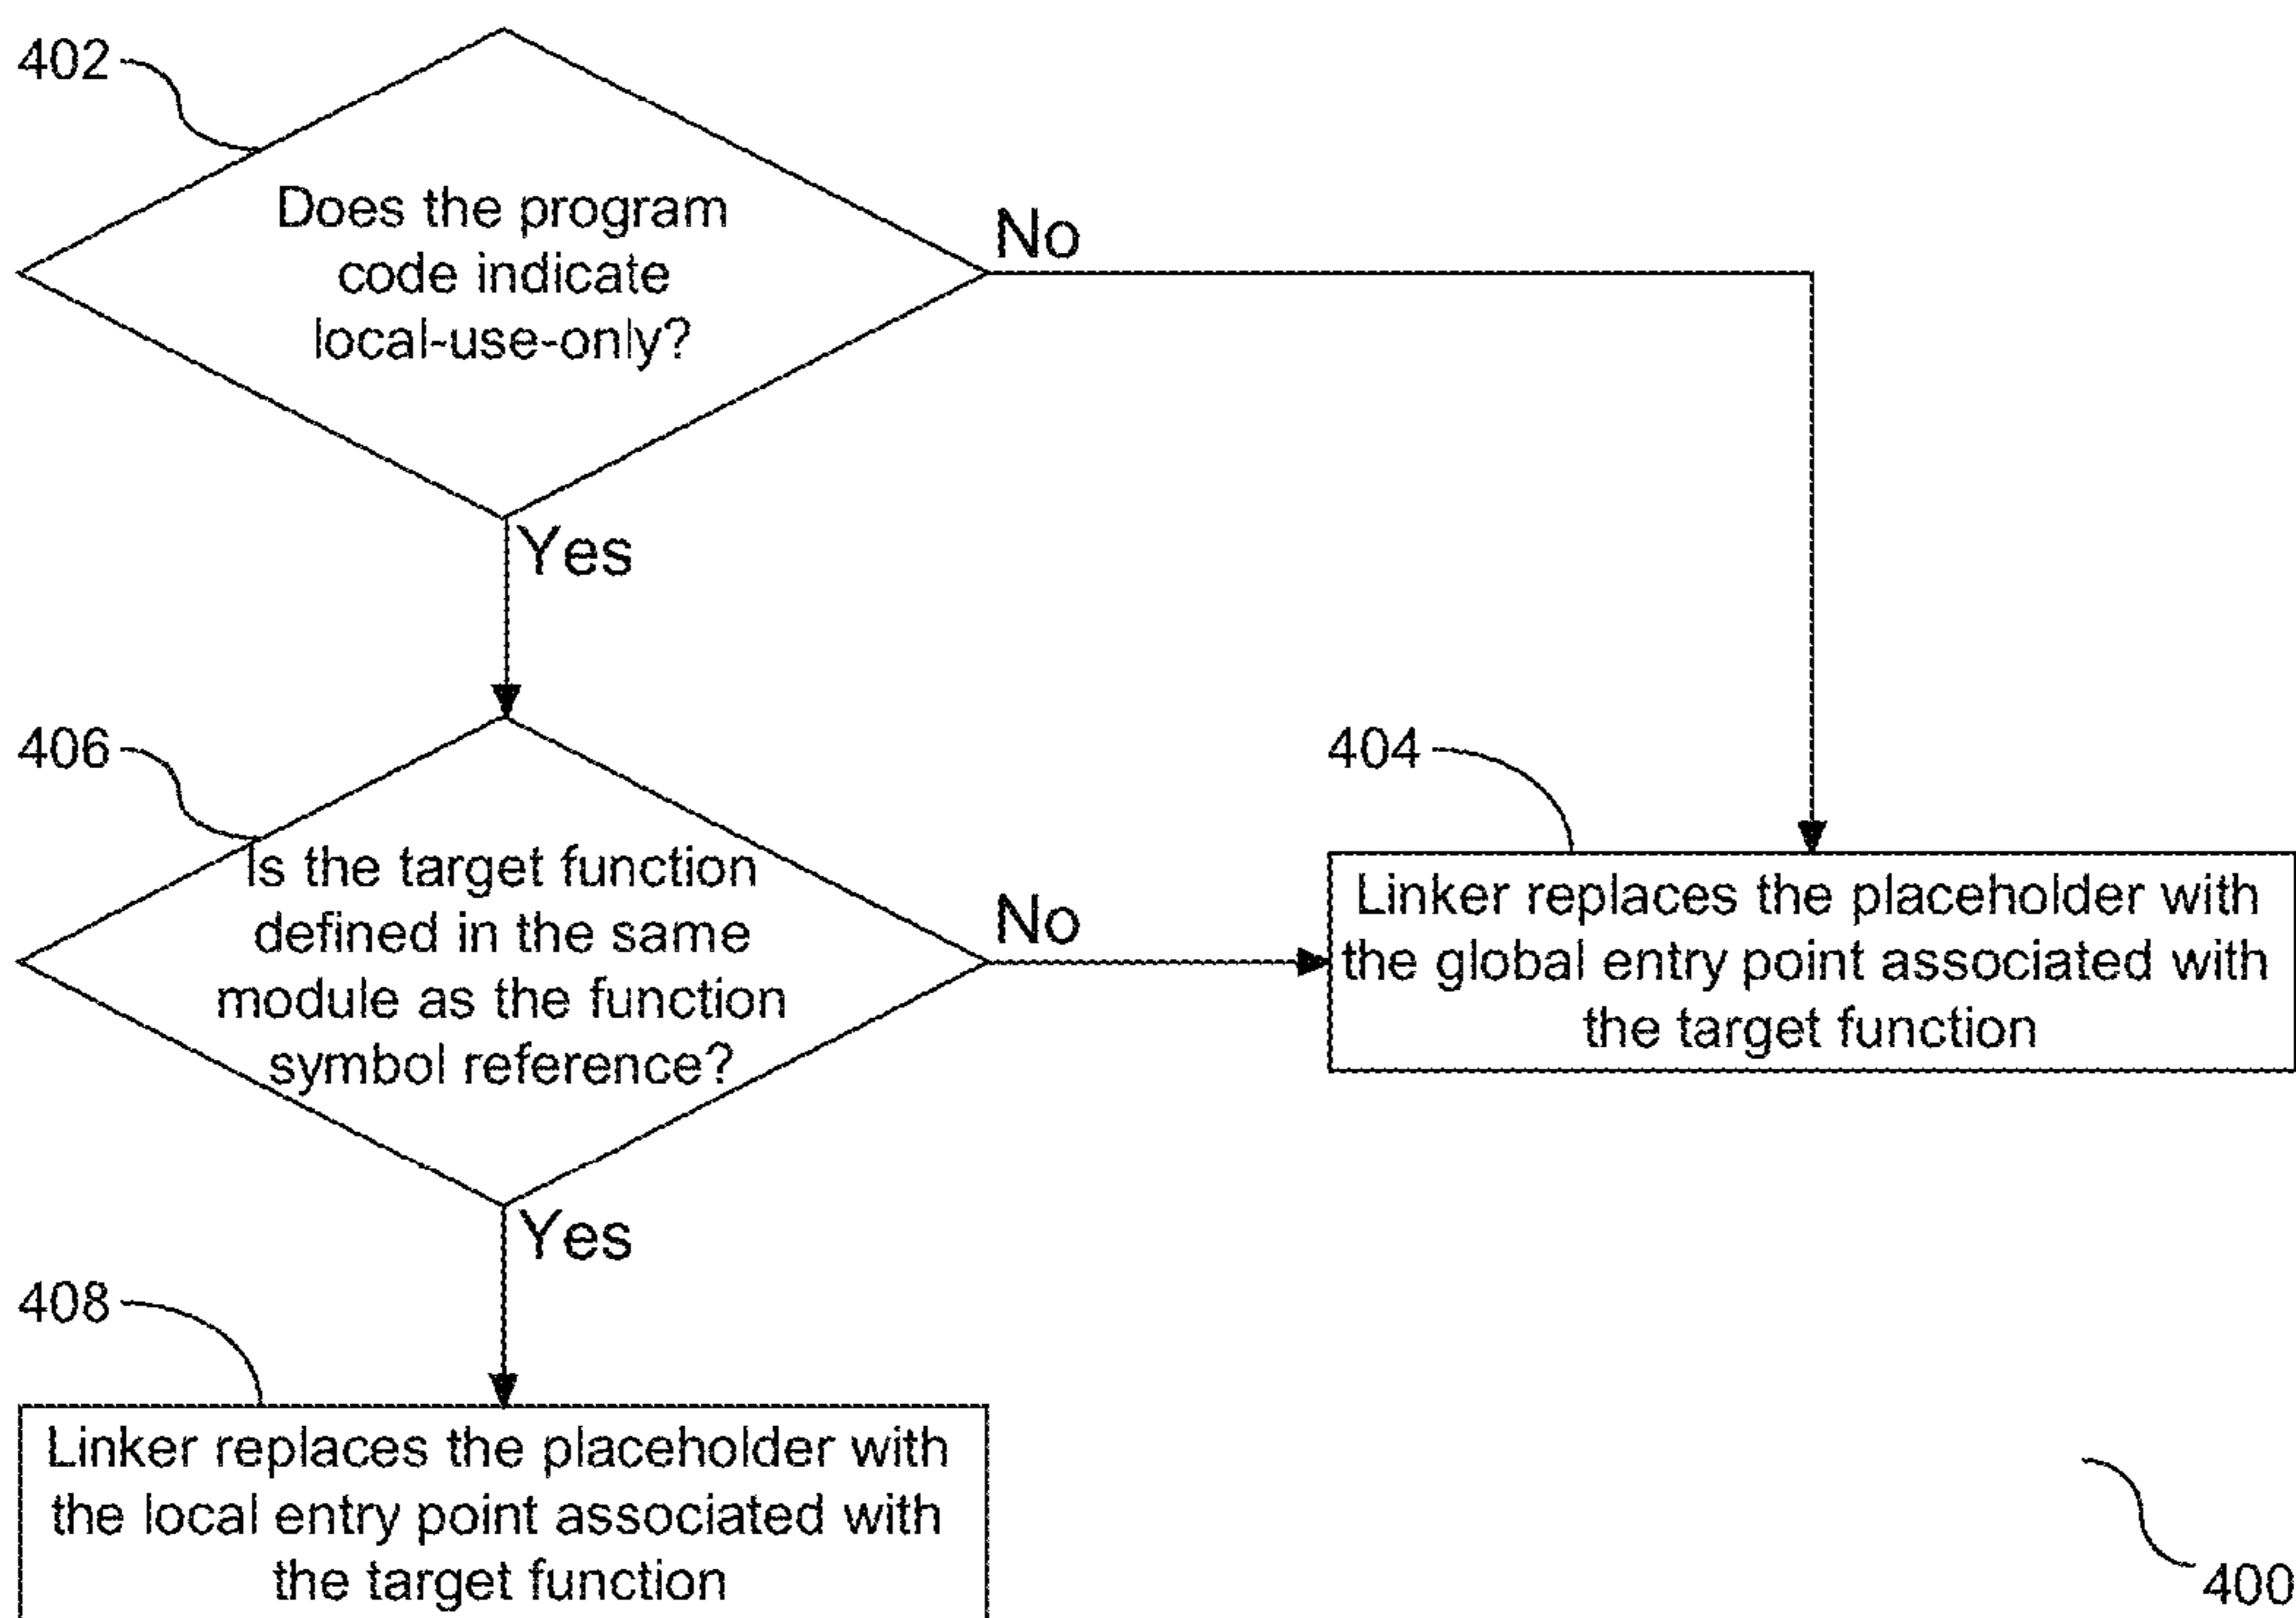 402
Does the program
code indicate
local-use-only?
No
Yes
406
Is the target function
defined in the same
module as the function
symbol reference?
No
404
Linker replaces the placeholder with
the global entry point associated with
the target function
Yes
408
Linker replaces the placeholder with
the local entry point associated with
the target function
400